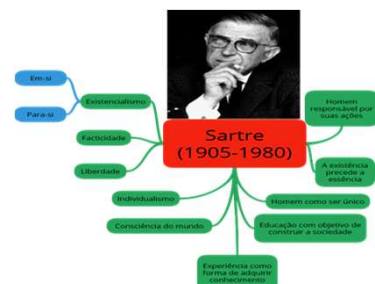 Em-si
Para-si
Existencialismo
Facticidade
Liberdade
Sartre
(1905-1980)
Homem
responsável por
suas ações
A existência
precede a
essência
Individualismo
Homem como ser único
Consciência do mundo
Educação com objetivo de
construir a sociedade
Experiência como
forma de adquirir
conhecimento